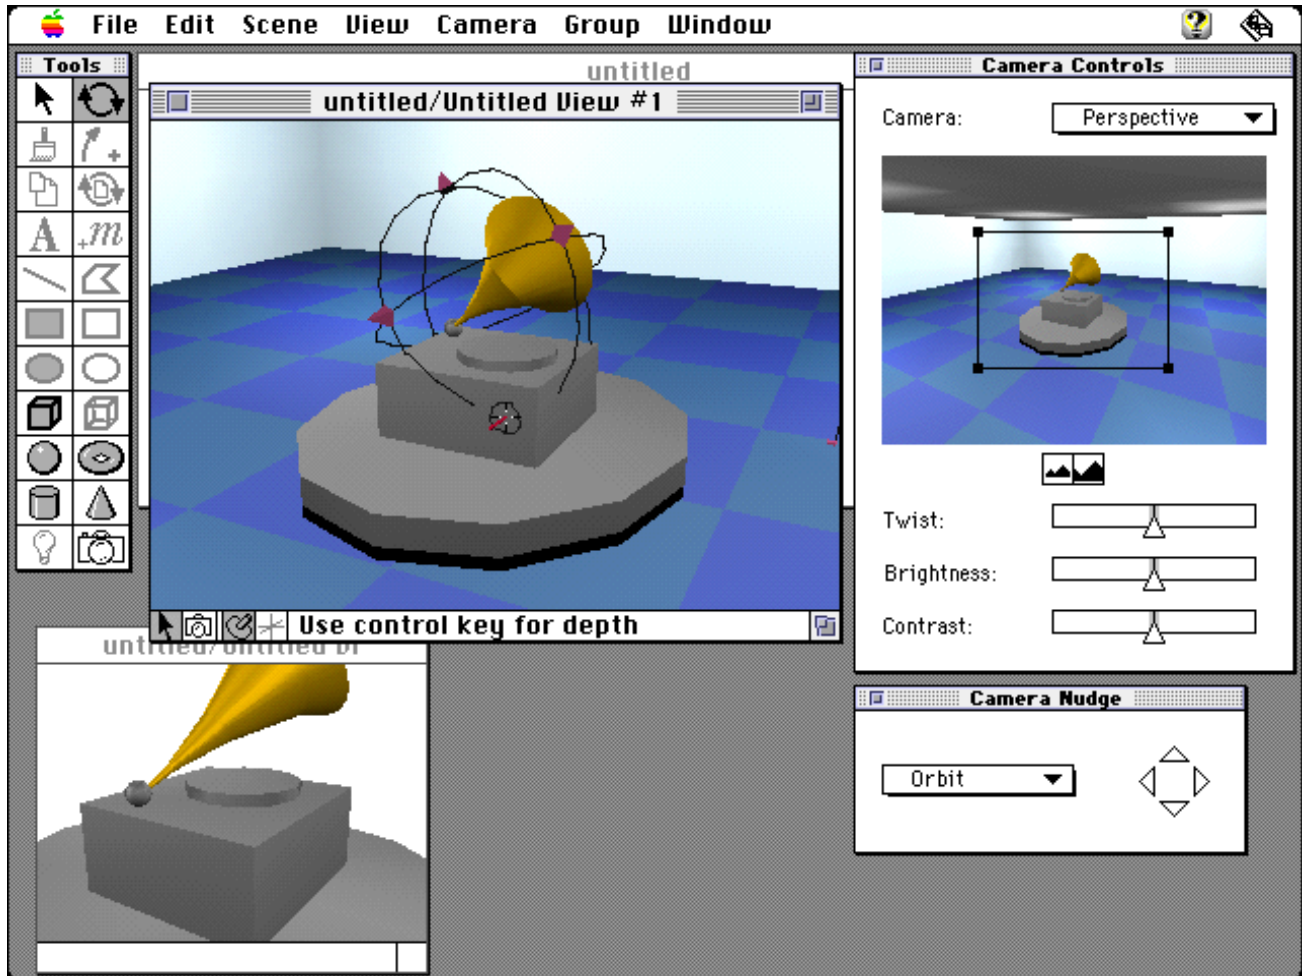 File Edit Scene View Camera Group Window
Tools
untitled
untitled/Untitled View #1
Camera Controls
Camera:
Perspective
A
+m
Twist:
Brightness:
Contrast:
Use control key for depth
Camera Nudge
Orbit